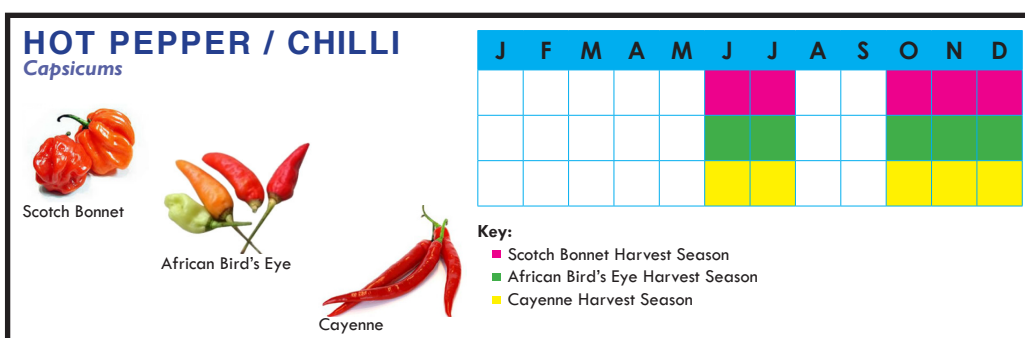 HOT PEPPER / CHILLI
Capsicums
Scotch Bonnet
African Bird's Eye
Cayenne
J F M A M J J A S O N D
Key:
Scotch Bonnet Harvest Season
African Bird's Eye Harvest Season
Cayenne Harvest Season